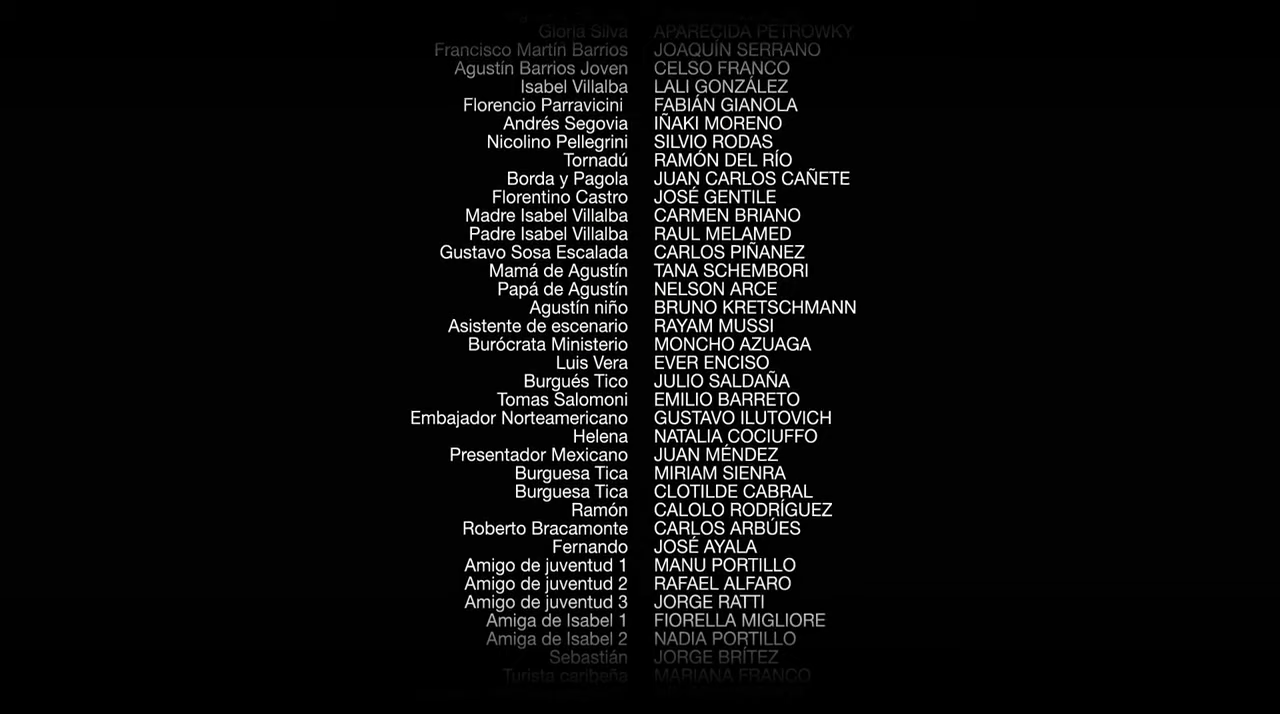 Gloria Silva APARECIDA PETROWKY
Francisco Martín Barrios JOAQUÍN SERRANO
Agustín Barrios Joven CELSO FRANCO
Isabel Villalba LALI GONZÁLEZ
Florencio Parravicini FABIÁN GIANOLA
Andrés Segovia IÑAKI MORENO
Nicolino Pellegrini SILVIO RODAS
Tornadú RAMÓN DEL RÍO
Borda y Pagola JUAN CARLOS CAÑETE
Florentino Castro JOSÉ GENTILE
Madre Isabel Villalba CARMEN BRIANO
Padre Isabel Villalba RAUL MELAMED
Gustavo Sosa Escalada CARLOS PIÑANEZ
Mamá de Agustín TANA SCHEMBORI
Papá de Agustín NELSON ARCE
Agustín niño BRUNO KRETSCHMANN
Asistente de escenario RAYAM MUSSI
Burócrata Ministerio MONCHO AZUAGA
Luis Vera EVER ENCISO
Burgués Tico JULIO SALDAÑA
Tomas Salomoni EMILIO BARRETO
Embajador Norteamericano GUSTAVO ILUTOVICH
Helena NATALIA COCIUFFO
Presentador Mexicano JUAN MÉNDEZ
Burguesa Tica MIRIAM SIENRA
Burguesa Tica CLOTILDE CABRAL
Ramón CALOLO RODRÍGUEZ
Roberto Bracamonte CARLOS ARBÚES
Fernando JOSÉ AYALA
Amigo de juventud 1 MANU PORTILLO
Amigo de juventud 2 RAFAEL ALFARO
Amigo de juventud 3 JORGE RATTI
Amiga de Isabel 1 FIORELLA MIGLIORE
Amiga de Isabel 2 NADIA PORTILLO
Sebastián JORGE BRÍTEZ
Turista caribeña MARIANA FRANCO